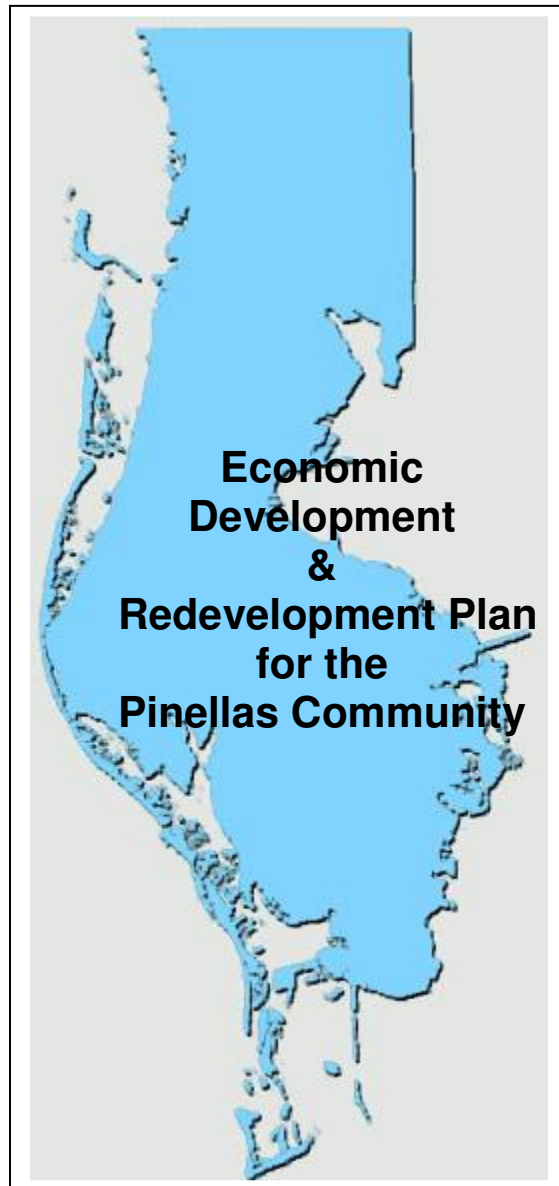 Economic
Development
&
Redevelopment Plan
for the
Pinellas Community